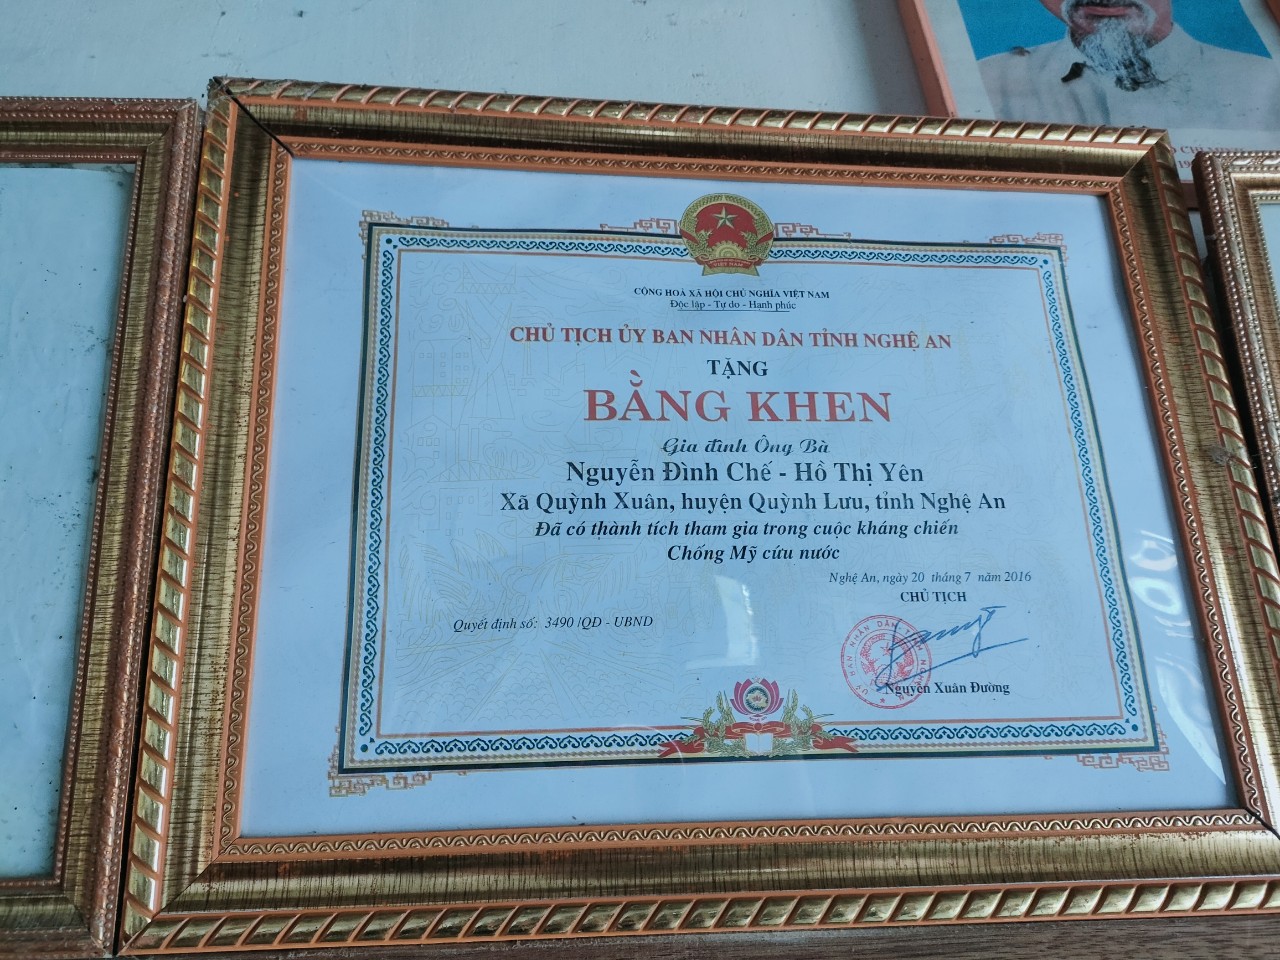 CỘNG HOÀ XÃ HỘI CHỦ NGHĨA VIỆT NAM
Độc lập - Tự do - Hạnh phúc
CHỦ TỊCH ỦY BAN NHÂN DÂN TỈNH NGHỆ AN
TẶNG
BẰNG KHEN
Gia đình Ông Bà
Nguyễn Đình Chế - Hồ Thị Yên
Xã Quỳnh Xuân, huyện Quỳnh Lưu, tỉnh Nghệ An
Đã có thành tích tham gia trong cuộc kháng chiến
Chống Mỹ cứu nước
Nghệ An, ngày 20 tháng 7 năm 2016
CHỦ TỊCH
Quyết định số: 3490 /QĐ - UBND
Nguyễn Xuân Đường